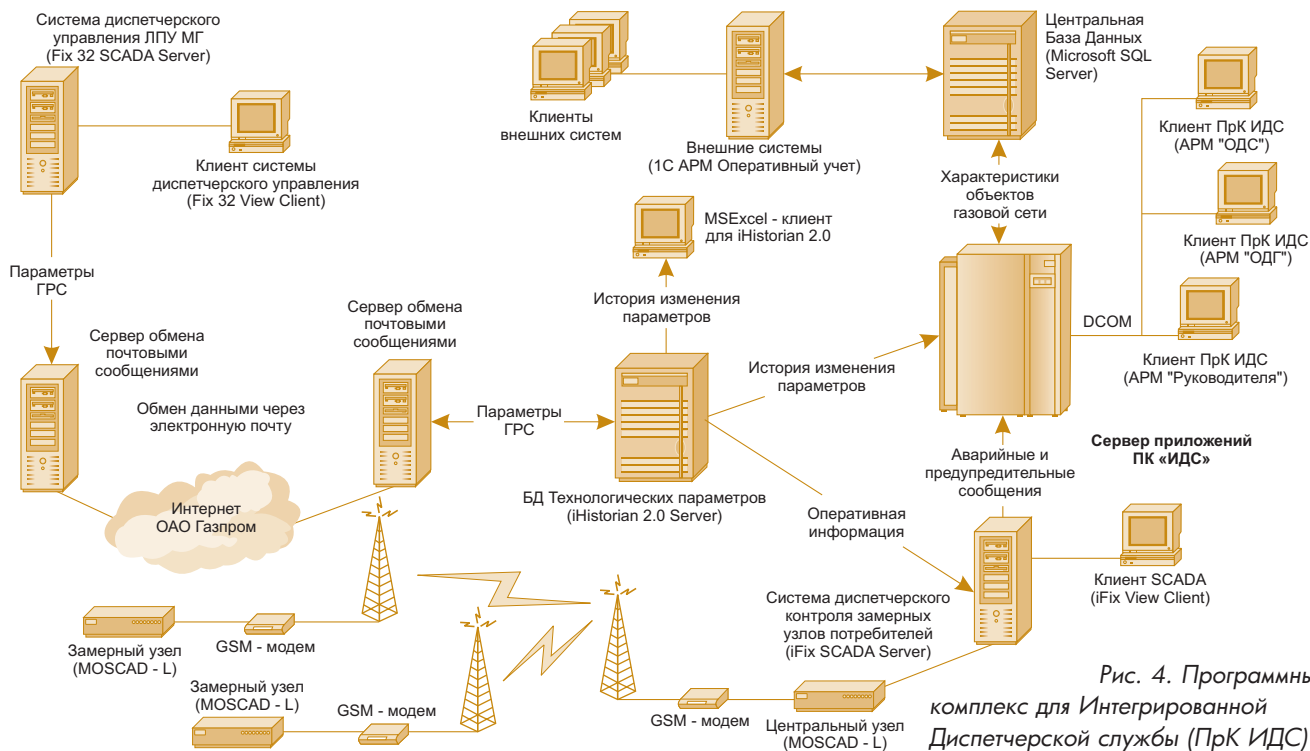 Система диспетчерского
управления ЛПУ МГ
(Fix 32 SCADA Server)
Клиент системы
диспетчерского управления
(Fix 32 View Client)
Параметры
ГРС
Сервер обмена
почтовыми
сообщениями
Обмен данными через
электронную почту
Интернет
ОАО Газпром
Сервер обмена
почтовыми
сообщениями
Параметры
ГРС
Клиенты
внешних систем
Внешние системы
(1С АРМ Оперативный учет)
Центральная
База Данных
(Microsoft SQL
Server)
MSExcel - клиент
для iHistorian 2.0
История изменения
параметров
БД Технологических параметров
(iHistorian 2.0 Server)
История изменения
параметров
Оперативная
информация
Характеристики
объектов
газовой сети
DCOM
Клиент ПрК ИДС
(АРМ "ОДС")
Клиент ПрК ИДС
(АРМ "ОДГ")
Клиент ПрК ИДС
(АРМ "Руководителя")
Сервер приложений
ПК «ИДС»
Аварийные и
предупредительные
сообщения
Клиент SCADA
(iFix View Client)
Система диспетчерского
контроля замерных
узлов потребителей
(iFix SCADA Server)
Замерный узел
(MOSCAD - L)
GSM - модем
Замерный узел
(MOSCAD - L)
GSM - модем
GSM - модем
Центральный узел
(MOSCAD - L)
Рис. 4. Программны
комплекс для Интегрированной
Диспетчерской службы (ПрК ИДС)